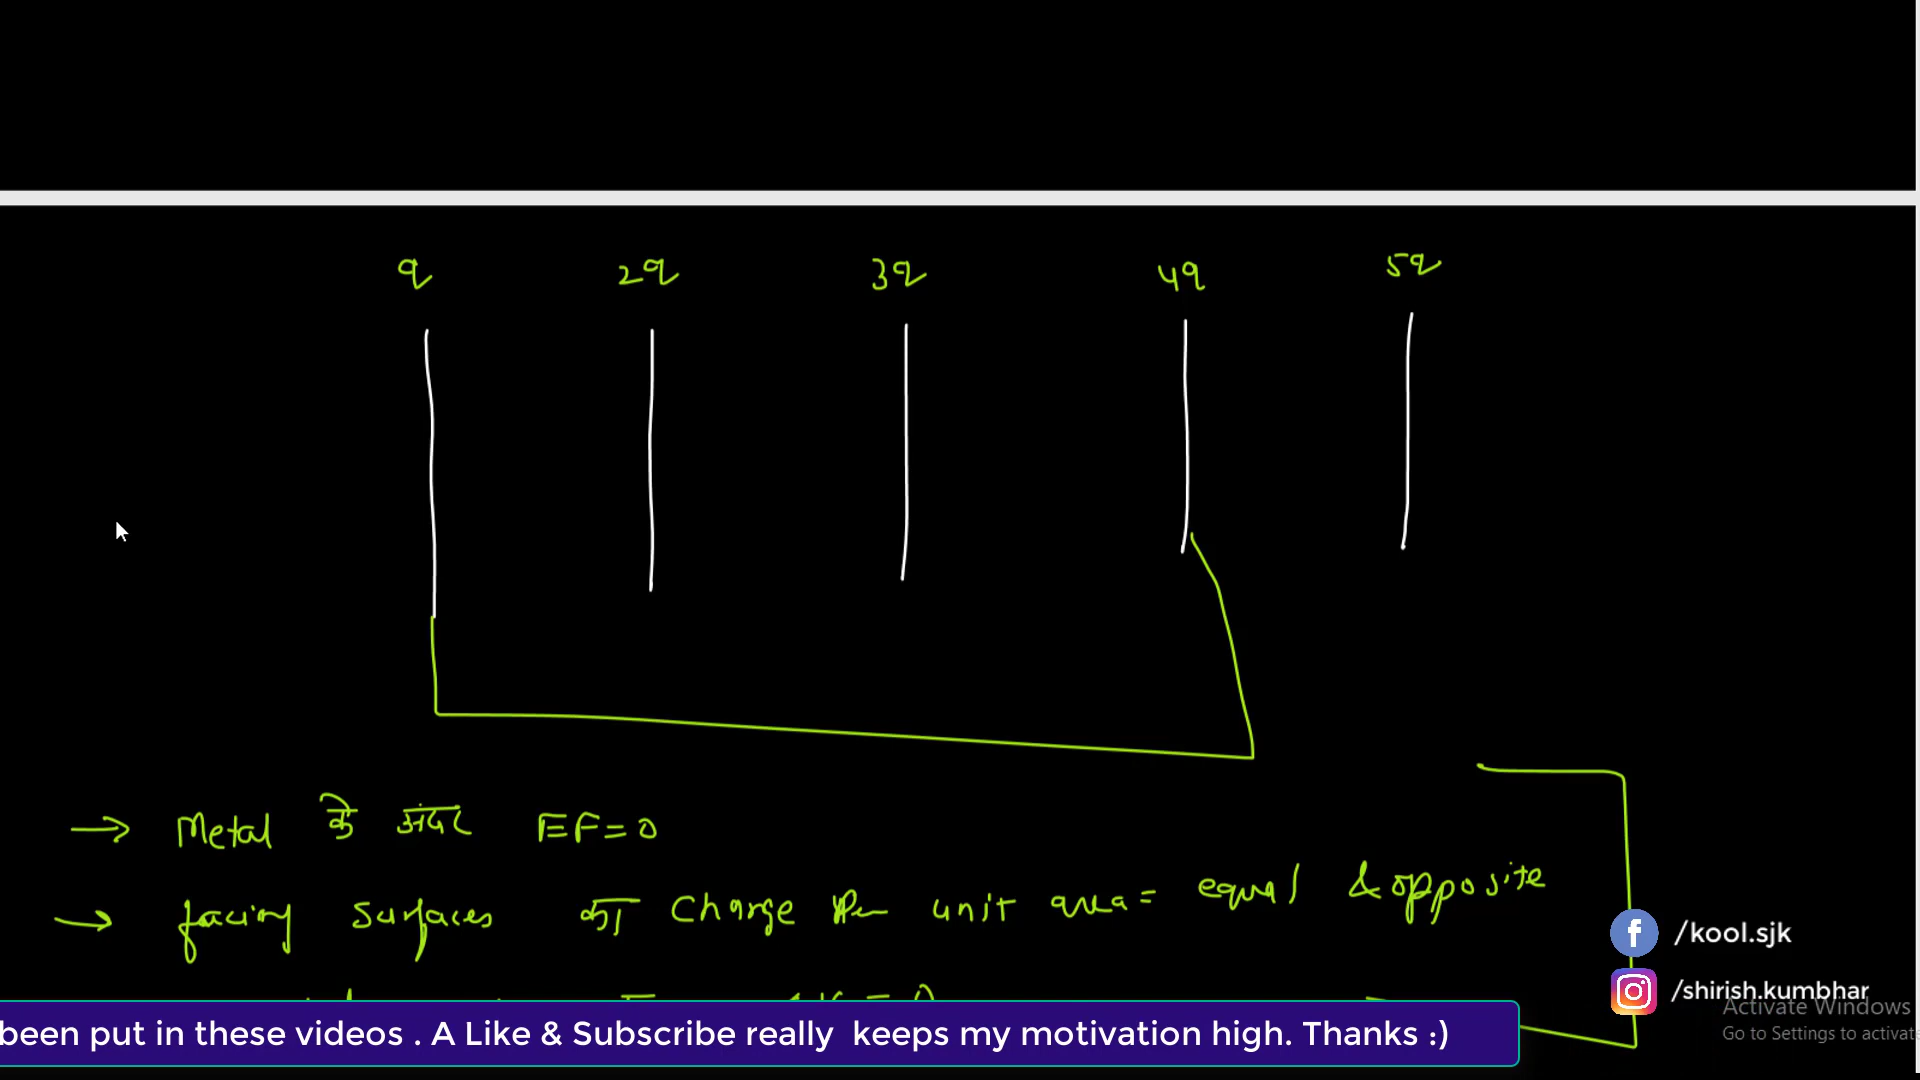 q 2q 3q 4q 5q
→ Metal के अंदर EF=0
→ facing surfaces का charge Per unit area = equal & opposite
/kool.sjk
/shirish.kumbhar
Activate Windows
Go to Settings to activat
been put in these videos . A Like & Subscribe really keeps my motivation high. Thanks :)